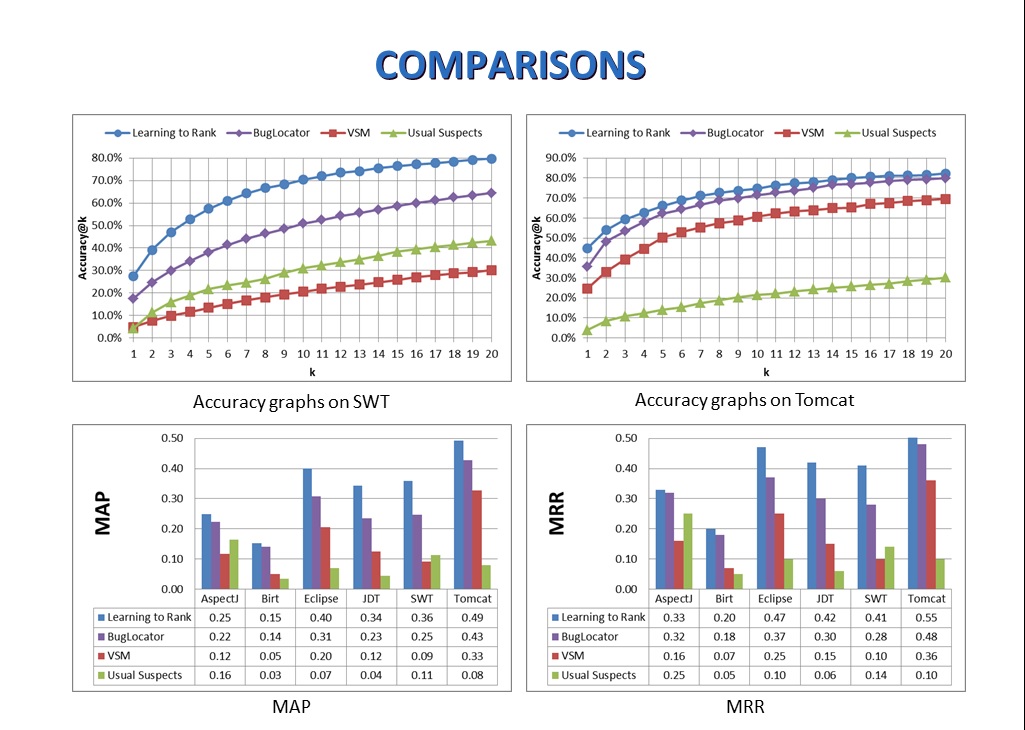 COMPARISONS
Learning to Rank BugLocator VSM Usual Suspects
80.0%
70.0%
60.0%
50.0%
40.0%
30.0%
20.0%
10.0%
0.0%
Accuracy@k
1 2 3 4 5 6 7 8 9 10 11 12 13 14 15 16 17 18 19 20
k
Accuracy graphs on SWT
Learning to Rank BugLocator VSM Usual Suspects
90.0%
80.0%
70.0%
60.0%
50.0%
40.0%
30.0%
20.0%
10.0%
0.0%
Accuracy@k
1 2 3 4 5 6 7 8 9 10 11 12 13 14 15 16 17 18 19 20
k
Accuracy graphs on Tomcat
MAP
0.50
0.40
0.30
0.20
0.10
0.00
AspectJ Birt Eclipse JDT SWT Tomcat
Learning to Rank 0.25 0.15 0.40 0.34 0.36 0.49
BugLocator 0.22 0.14 0.31 0.23 0.25 0.43
VSM 0.12 0.05 0.20 0.12 0.09 0.33
Usual Suspects 0.16 0.03 0.07 0.04 0.11 0.08
MAP
MRR
0.50
0.40
0.30
0.20
0.10
0.00
AspectJ Birt Eclipse JDT SWT Tomcat
Learning to Rank 0.33 0.20 0.47 0.42 0.41 0.55
BugLocator 0.32 0.18 0.37 0.30 0.28 0.48
VSM 0.16 0.07 0.25 0.15 0.10 0.36
Usual Suspects 0.25 0.05 0.10 0.06 0.14 0.10
MRR